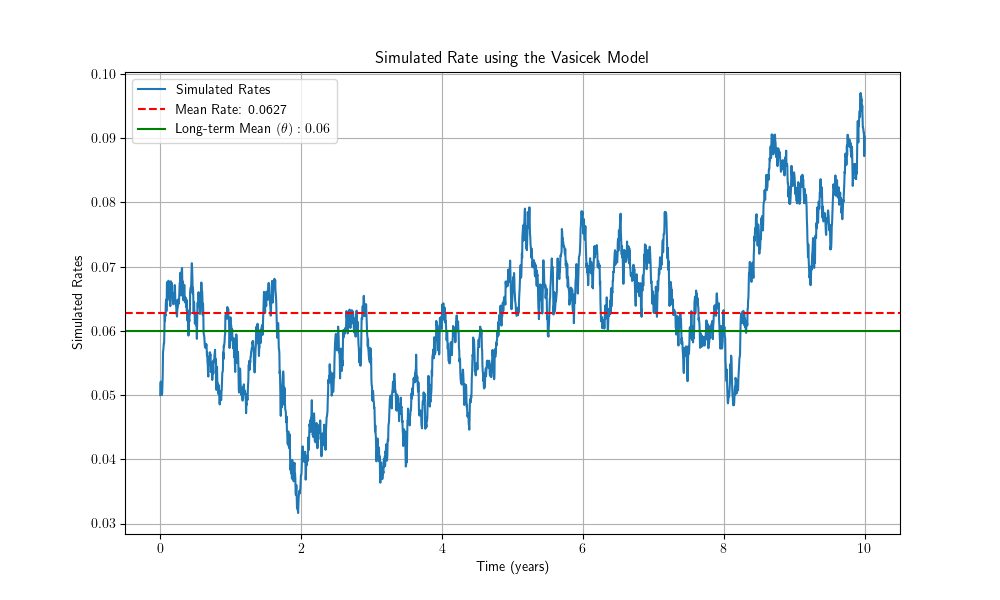 Simulated Rate using the Vasicek Model
Simulated Rates
Mean Rate: 0.0627
Long-term Mean (θ) : 0.06
0.10
0.09
0.08
0.07
0.06
0.05
0.04
0.03
Simulated Rates
0 2 4 6 8 10
Time (years)